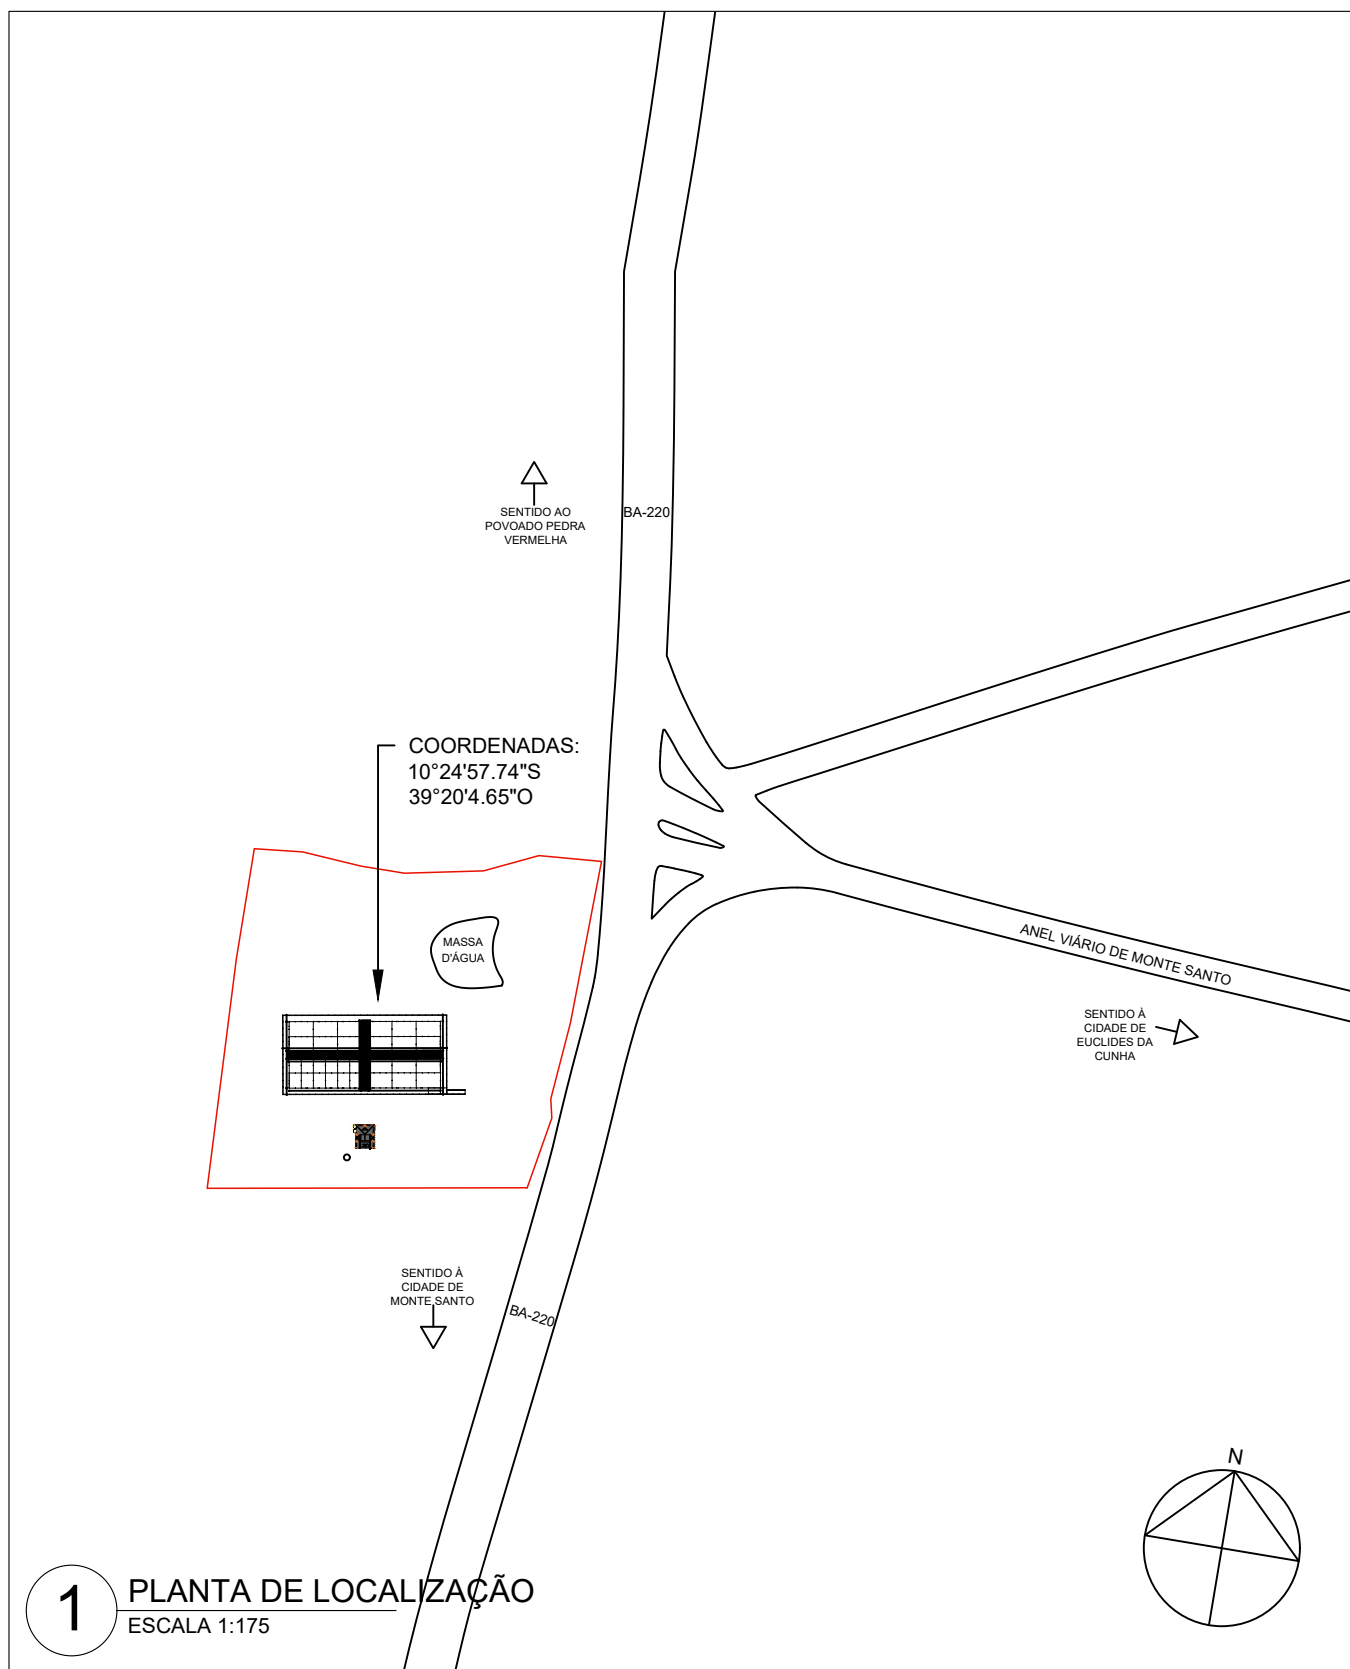 SENTIDO AO
POVOADO PEDRA
VERMELHA
BA-220
COORDENADAS:
10°24'57.74"S
39°20'4.65"O
MASSA
D'ÁGUA
ANEL VIÁRIO DE MONTE SANTO
SENTIDO À
CIDADE DE
EUCLIDES DA
CUNHA
SENTIDO À
CIDADE DE
MONTE SANTO
BA-220
N
1
PLANTA DE LOCALIZAÇÃO
ESCALA 1:175